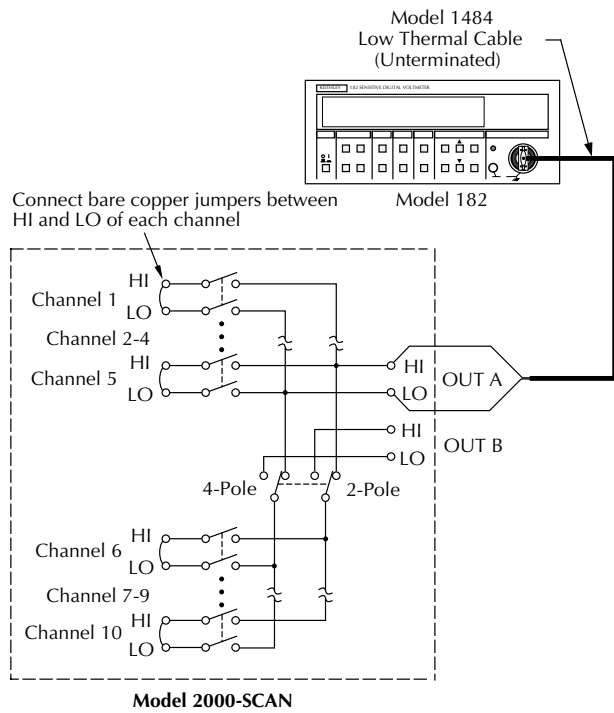 Model 1484
Low Thermal Cable
(Unterminated)
KEITHLEY 182 SENSITIVE DIGITAL VOLTMETER
Model 182
Connect bare copper jumpers between
HI and LO of each channel
HI
Channel 1
LO
Channel 2-4
HI
Channel 5
LO
HI
OUT A
LO
HI
OUT B
LO
4-Pole
2-Pole
HI
Channel 6
LO
Channel 7-9
HI
Channel 10
LO
Model 2000-SCAN